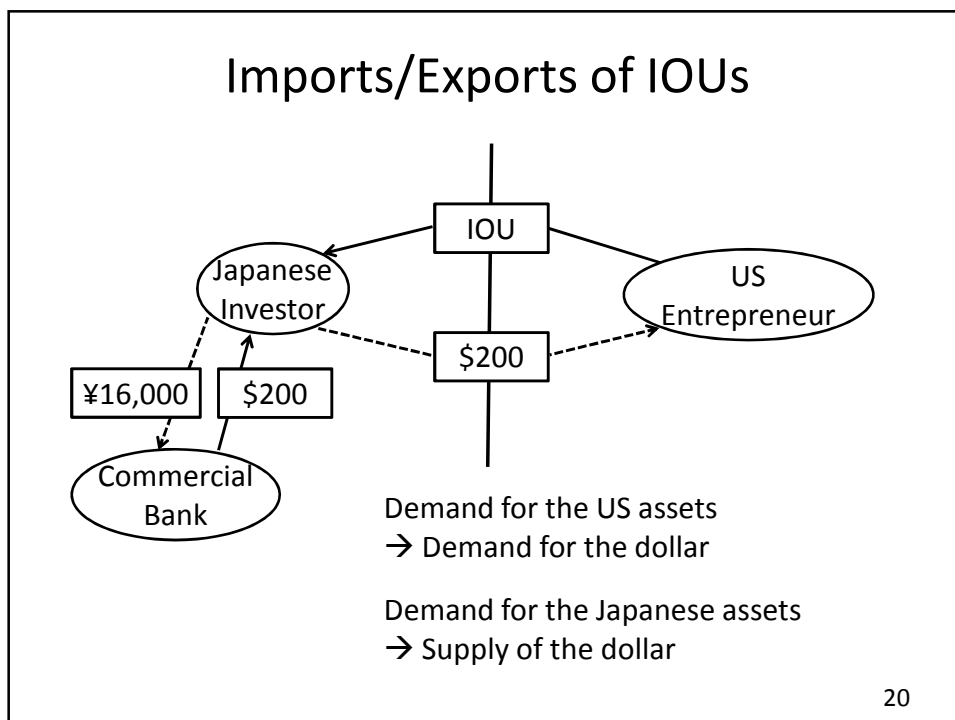 Imports/Exports of IOUs
IOU
Japanese
Investor
US
Entrepreneur
$200
¥16,000
$200
Commercial
Bank
Demand for the US assets
→ Demand for the dollar
Demand for the Japanese assets
→ Supply of the dollar
20